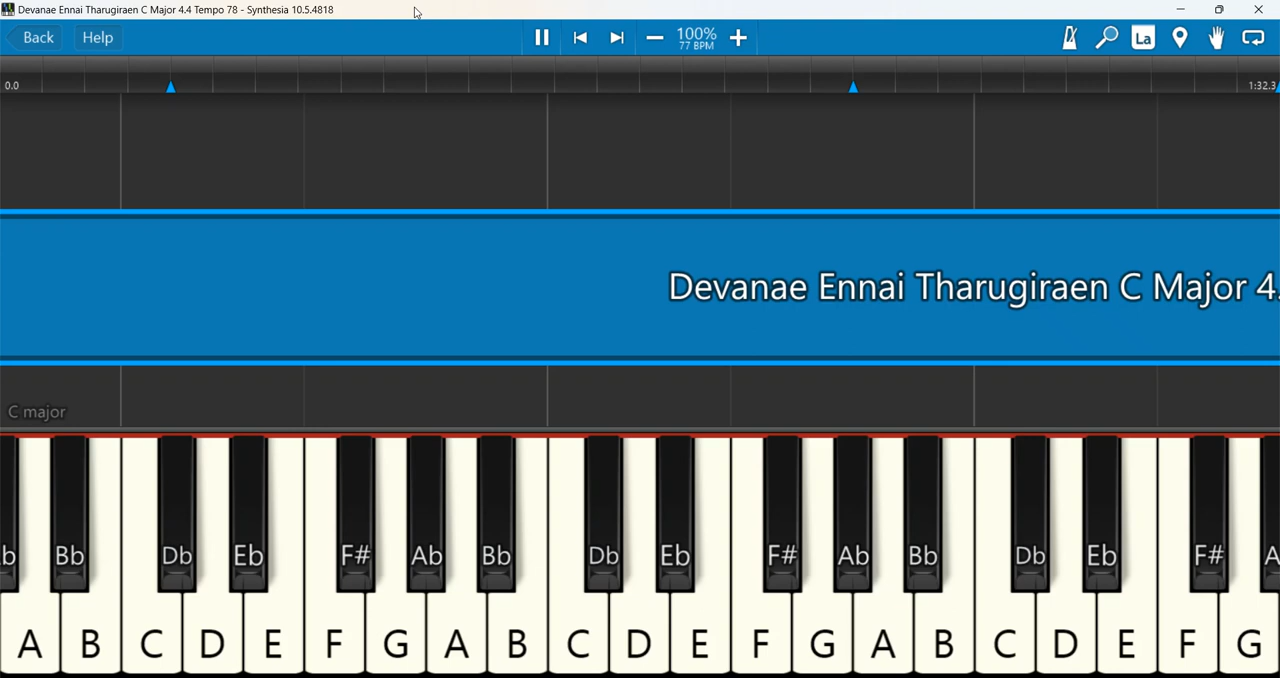 Devanae Ennai Tharugiraen C Major 4.4 Tempo 78 - Synthesia 10.5.4818
Back Help 100% 77 BPM La
0.0 1:32.3
Devanae Ennai Tharugiraen C Major 4.
C major
b Bb Db Eb F# Ab Bb Db Eb F# Ab Bb Db Eb F# A
A B C D E F G A B C D E F G A B C D E F G